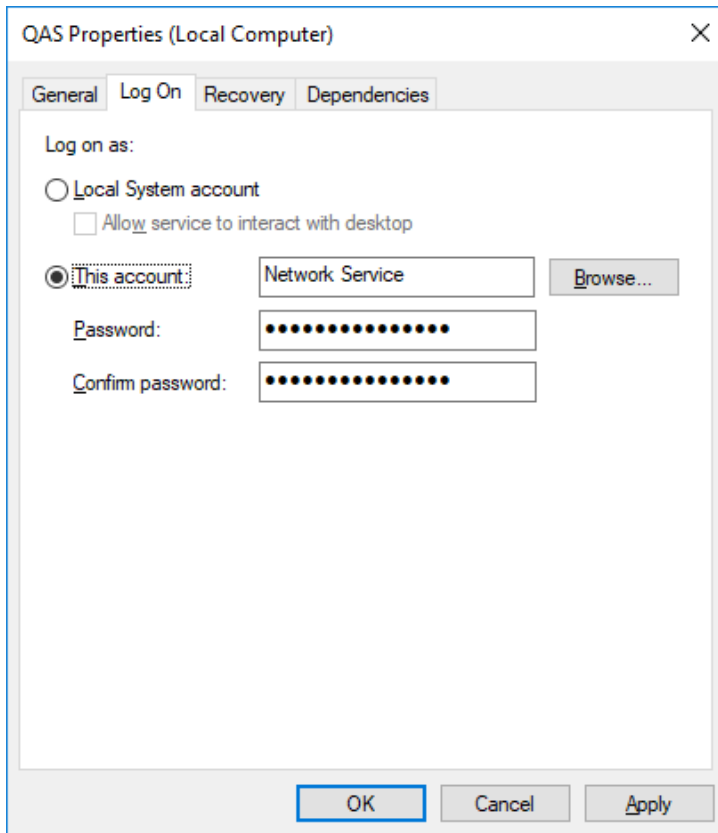 QAS Properties (Local Computer)
General Log On Recovery Dependencies
Log on as:
Local System account
Allow service to interact with desktop
This account: Network Service Browse...
Password: •••••••••••••••
Confirm password: •••••••••••••••
OK Cancel Apply